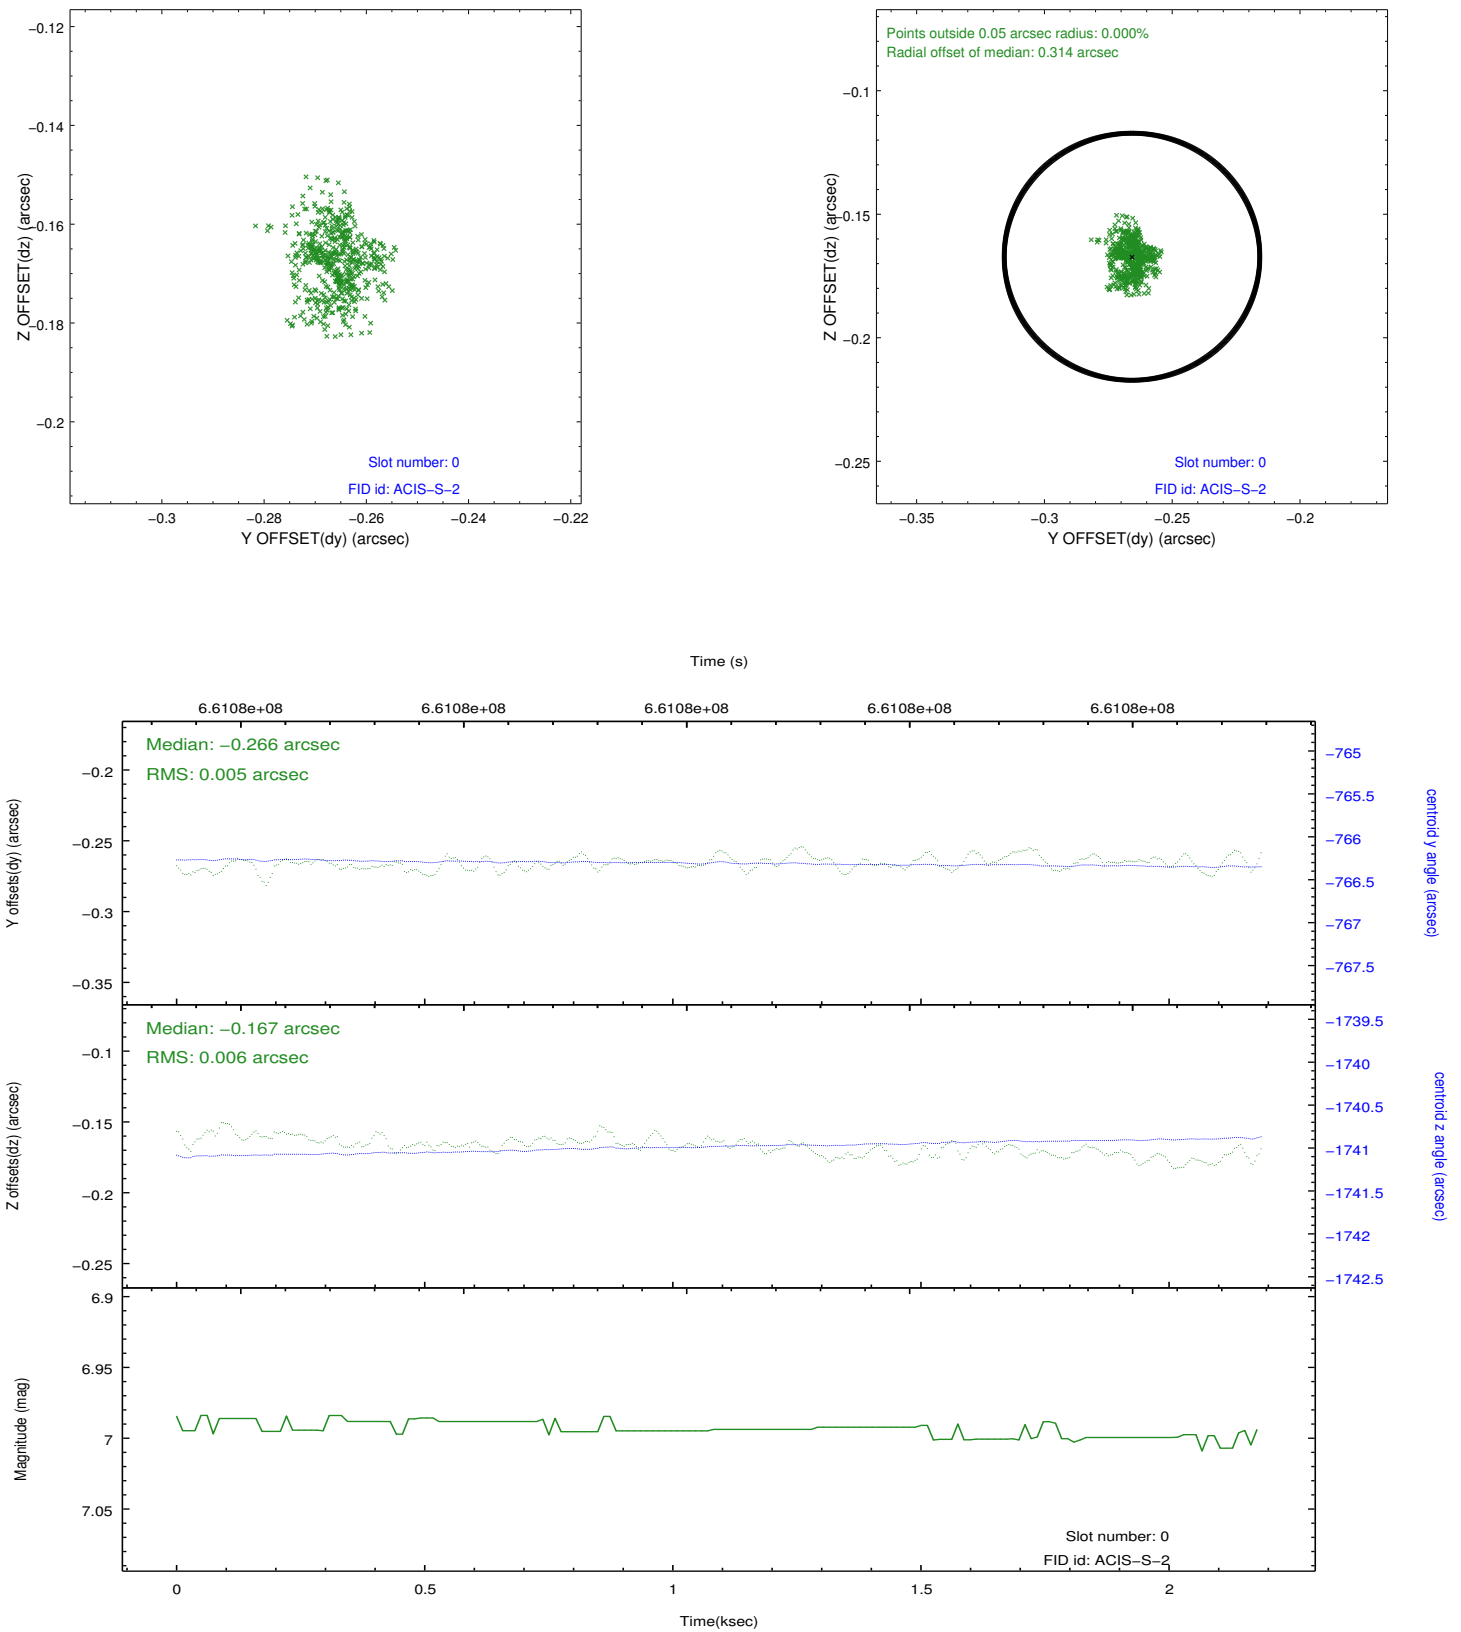 −0.12
−0.14
−0.16
−0.18
−0.2
Z OFFSET(dz) (arcsec)
Slot number: 0
FID id: ACIS−S−2
−0.3
−0.28
−0.26
−0.24
−0.22
Y OFFSET(dy) (arcsec)
Points outside 0.05 arcsec radius: 0.000%
Radial offset of median: 0.314 arcsec
−0.1
−0.15
−0.2
−0.25
Z OFFSET(dz) (arcsec)
Slot number: 0
FID id: ACIS−S−2
−0.35
−0.3
−0.25
−0.2
Y OFFSET(dy) (arcsec)
Time (s)
6.6108e+08
6.6108e+08
6.6108e+08
6.6108e+08
6.6108e+08
Median: −0.266 arcsec
RMS: 0.005 arcsec
−0.2
−0.25
−0.3
−0.35
Y offsets(dy) (arcsec)
−765
−765.5
−766
−766.5
−767
−767.5
centroid y angle (arcsec)
Median: −0.167 arcsec
RMS: 0.006 arcsec
−0.1
−0.15
−0.2
−0.25
Z offsets(dz) (arcsec)
−1739.5
−1740
−1740.5
−1741
−1741.5
−1742
−1742.5
centroid z angle (arcsec)
6.9
6.95
7
7.05
Magnitude (mag)
Slot number: 0
FID id: ACIS−S−2
0
0.5
1
1.5
2
Time(ksec)